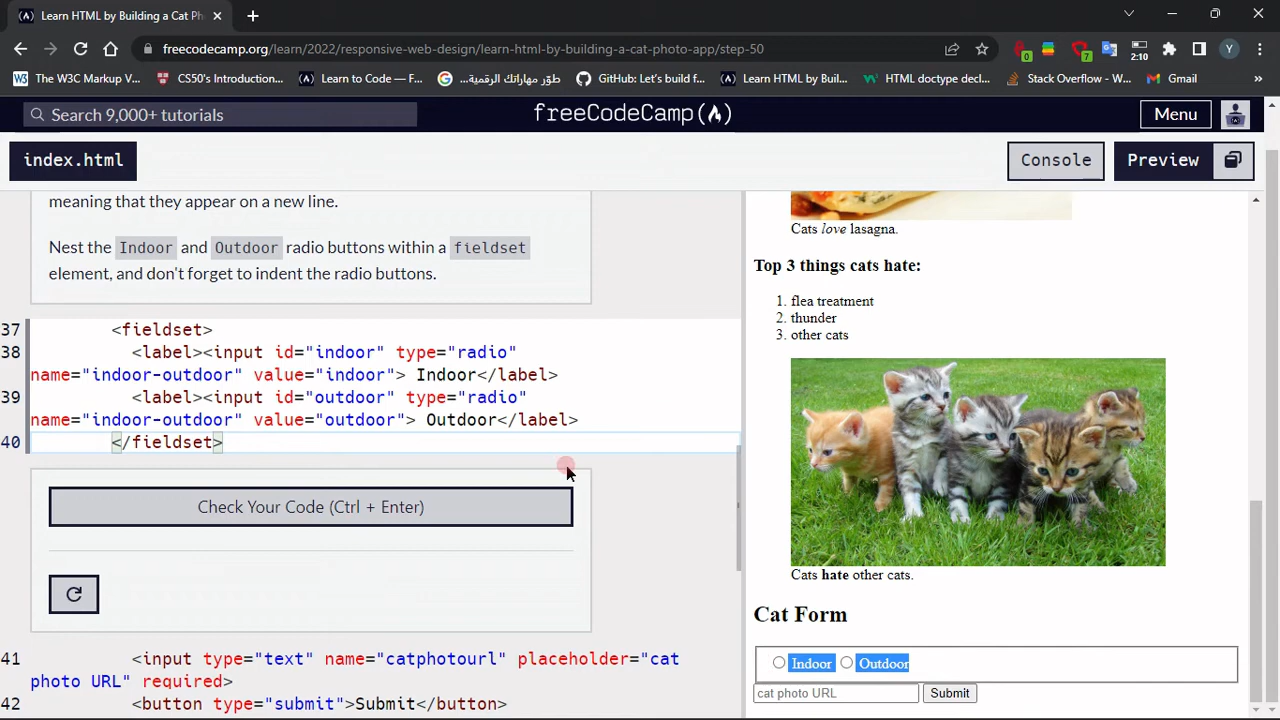 Learn HTML by Building a Cat Ph
freecodecamp.org/learn/2022/responsive-web-design/learn-html-by-building-a-cat-photo-app/step-50
0
7
2:10
Y
The W3C Markup V...
CS50's Introduction...
Learn to Code — F...
طوّر مهاراتك الرقمية...
GitHub: Let's build f...
Learn HTML by Buil...
HTML doctype decl...
Stack Overflow - W...
Gmail
»
Search 9,000+ tutorials
freeCodeCamp
Menu
index.html
Console
Preview
meaning that they appear on a new line.
Nest the Indoor and Outdoor radio buttons within a fieldset
element, and don't forget to indent the radio buttons.
37 <fieldset>
38 <label><input id="indoor" type="radio"
name="indoor-outdoor" value="indoor"> Indoor</label>
39 <label><input id="outdoor" type="radio"
name="indoor-outdoor" value="outdoor"> Outdoor</label>
40 </fieldset>
Check Your Code (Ctrl + Enter)
41 <input type="text" name="catphotourl" placeholder="cat
photo URL" required>
42 <button type="submit">Submit</button>
Cats love lasagna.
Top 3 things cats hate:
1. flea treatment
2. thunder
3. other cats
Cats hate other cats.
Cat Form
Indoor Outdoor
cat photo URL Submit